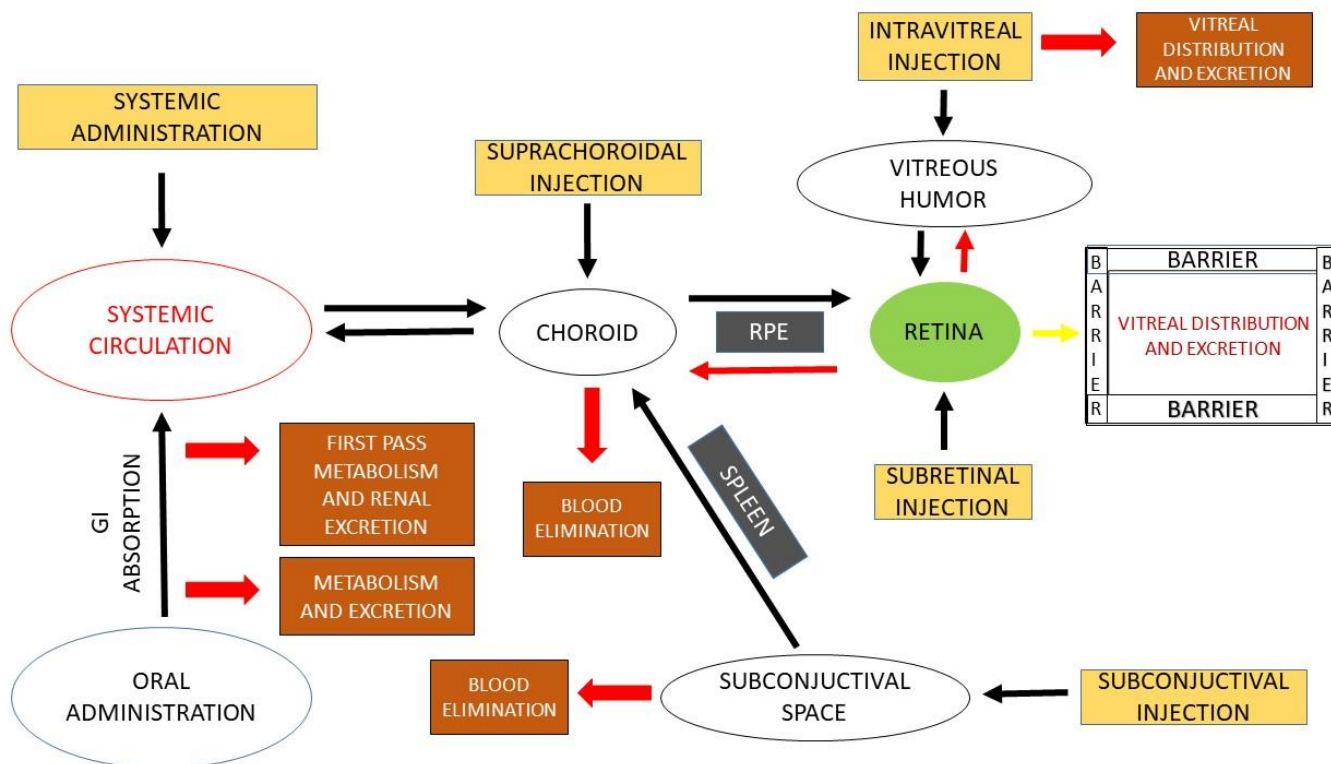 INTRAVITREAL
INJECTION
VITREAL
DISTRIBUTION
AND EXCRETION
SYSTEMIC
ADMINISTRATION
SUPRACHOROIDAL
INJECTION
VITREOUS
HUMOR
SYSTEMIC
CIRCULATION
CHOROID
RPE
RETINA
BARRIER
BARRIER
VITREAL DISTRIBUTION
AND EXCRETION
BARRIER
BARRIER
GI
ABSORPTION
FIRST PASS
METABOLISM
AND RENAL
EXCRETION
BLOOD
ELIMINATION
SPLEEN
SUBRETINAL
INJECTION
METABOLISM
AND EXCRETION
ORAL
ADMINISTRATION
BLOOD
ELIMINATION
SUBCONJUCTIVAL
SPACE
SUBCONJUCTIVAL
INJECTION